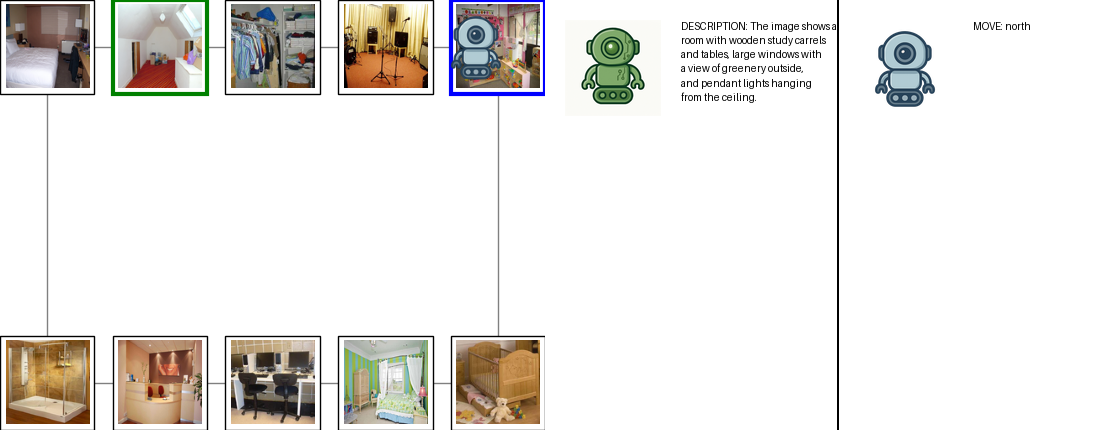 DESCRIPTION: The image shows a
room with wooden study carrels
and tables, large windows with
a view of greenery outside,
and pendant lights hanging
from the ceiling.
MOVE: north